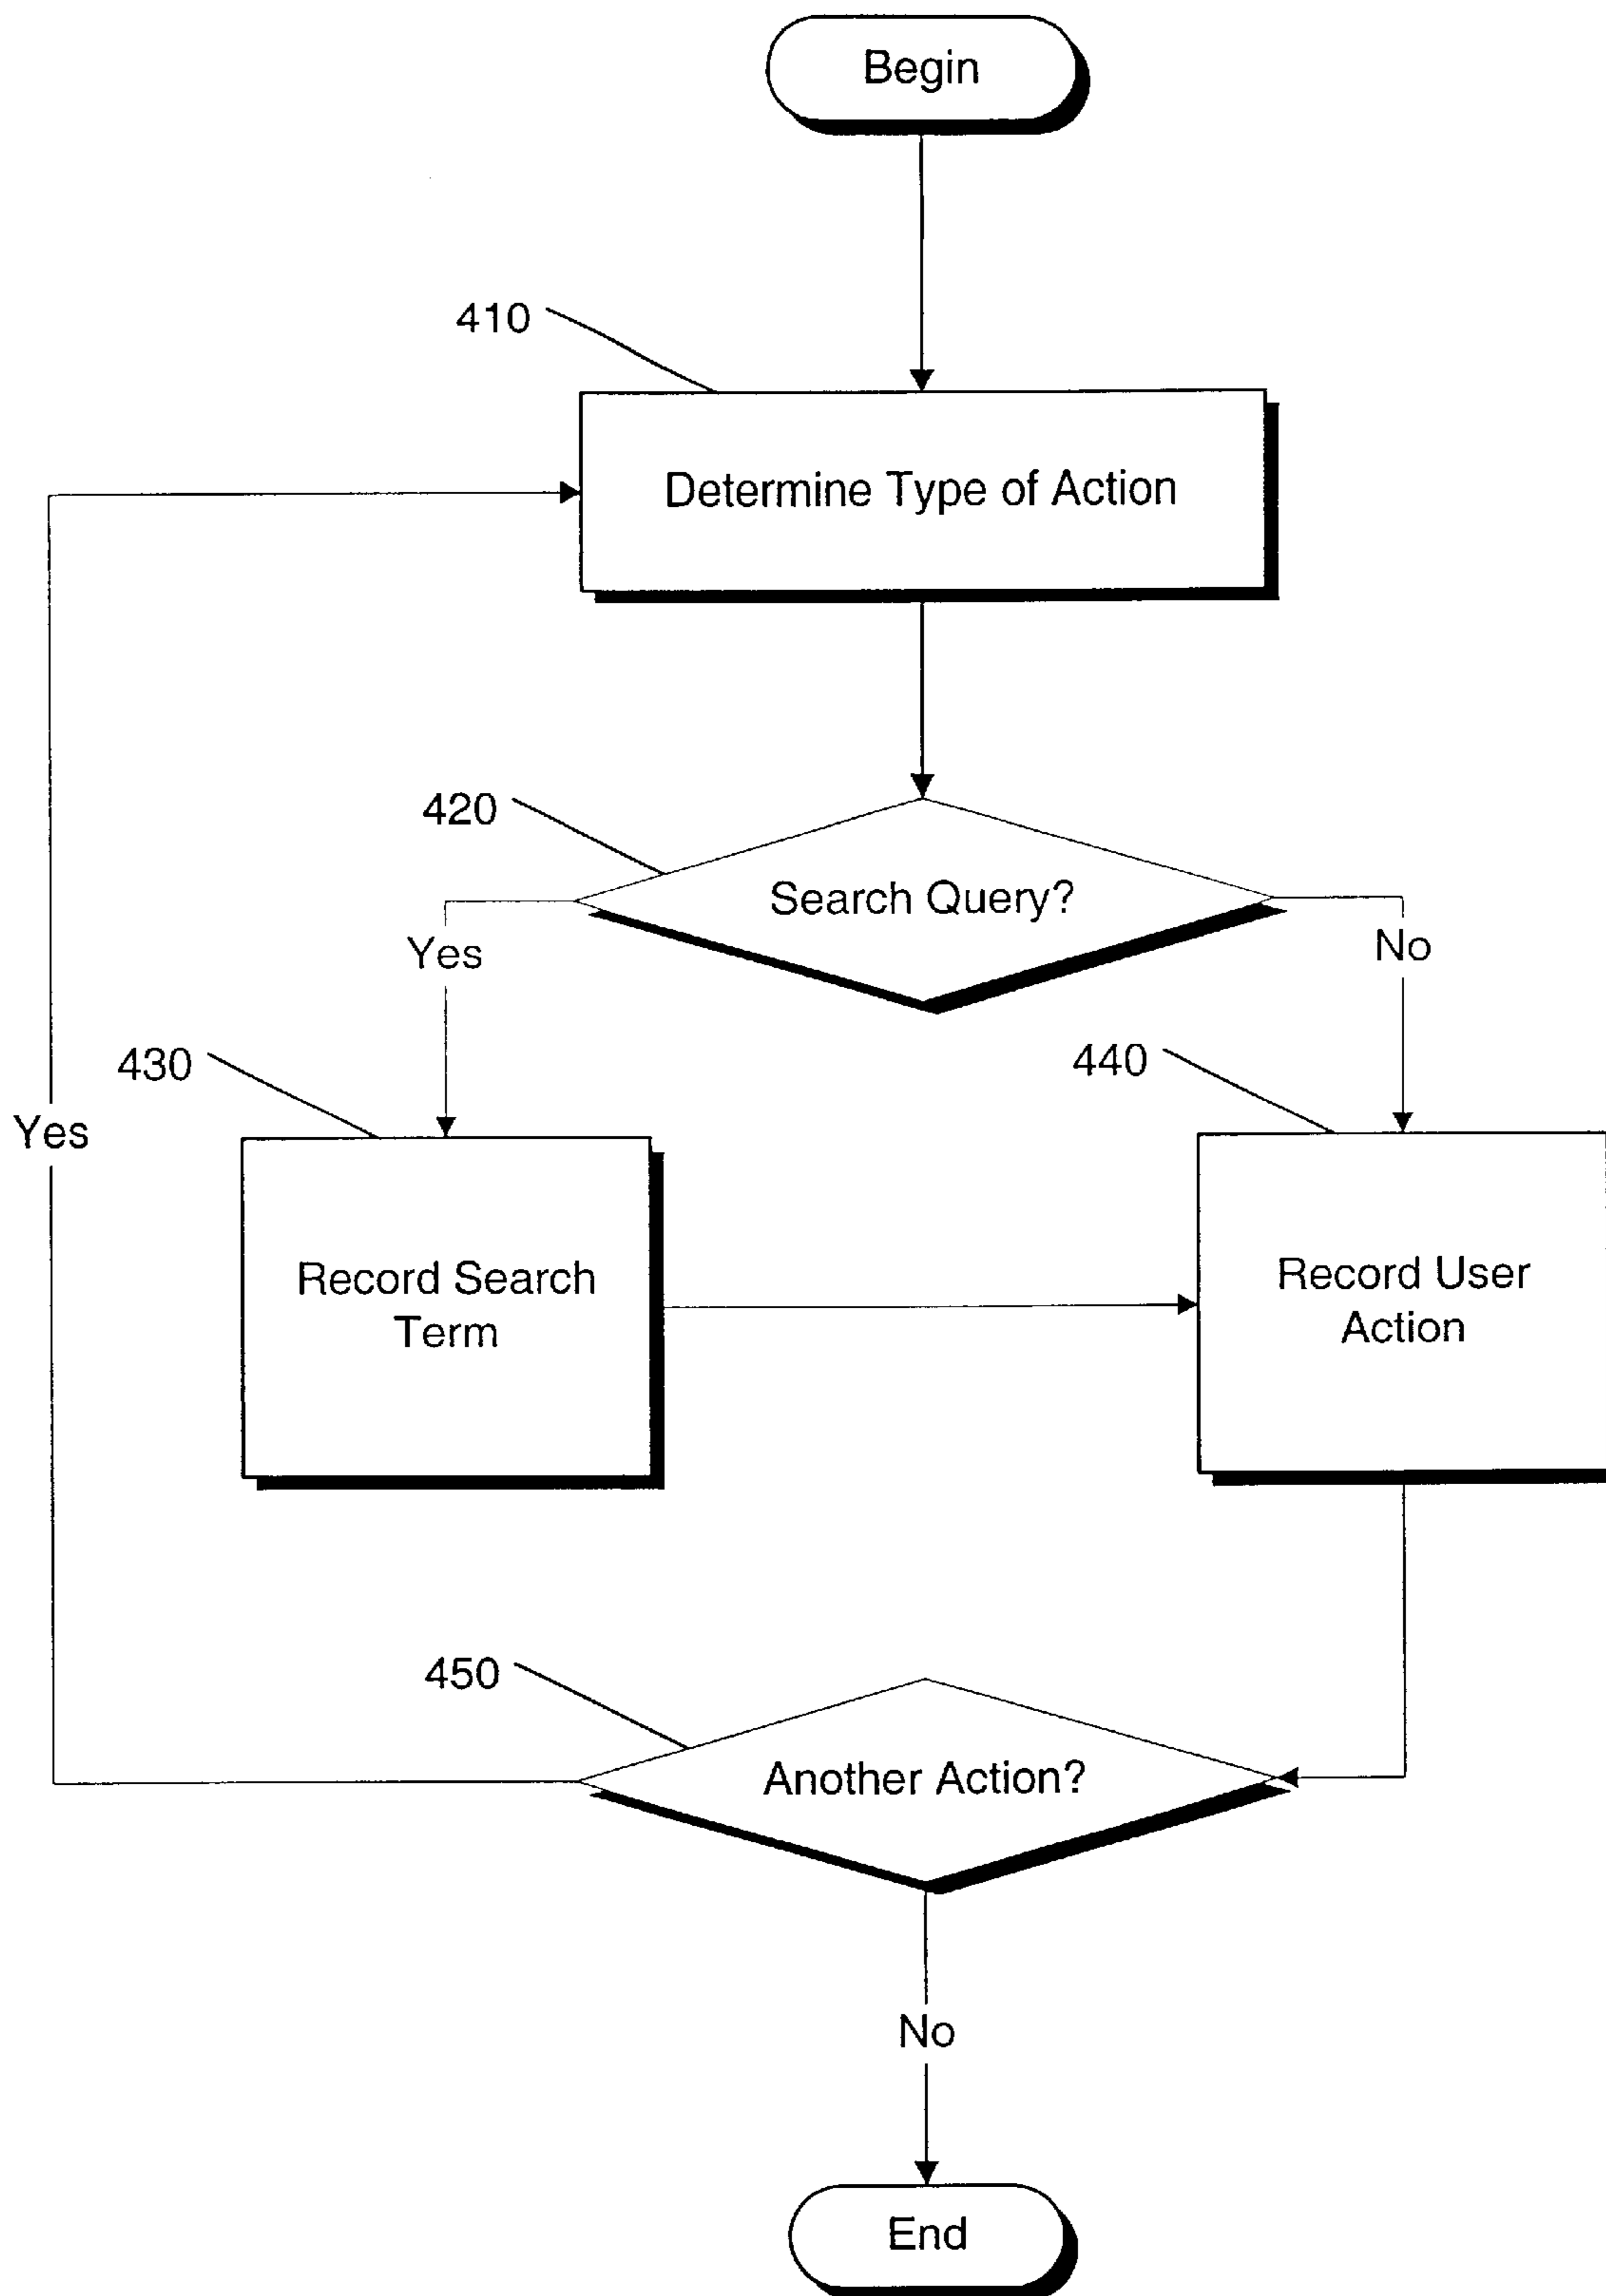 Begin
410
Determine Type of Action
420
Search Query?
Yes
No
430
440
Yes
Record Search
Term
Record User
Action
450
Another Action?
No
End